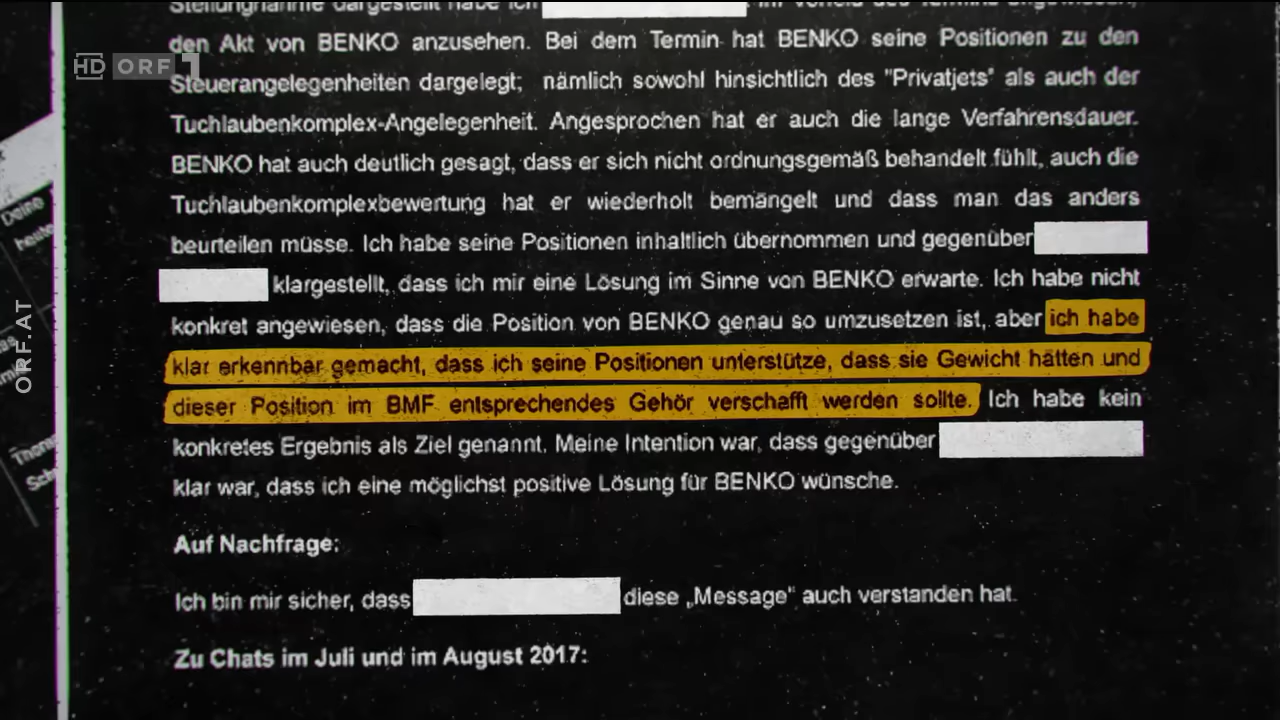 Stellungnahme dargestellt habe ich
den Akt von BENKO anzusehen. Bei dem Termin hat BENKO seine Positionen zu den
HD ORF 1
Steuerangelegenheiten dargelegt; nämlich sowohl hinsichtlich des "Privatjets" als auch der
Tuchlaubenkomplex-Angelegenheit. Angesprochen hat er auch die lange Verfahrensdauer.
BENKO hat auch deutlich gesagt, dass er sich nicht ordnungsgemäß behandelt fühlt, auch die
Tuchlaubenkomplexbewertung hat er wiederholt bemängelt und dass man das anders
beurteilen müsse. Ich habe seine Positionen inhaltlich übernommen und gegenüber
klargestellt, dass ich mir eine Lösung im Sinne von BENKO erwarte. Ich habe nicht
konkret angewiesen, dass die Position von BENKO genau so umzusetzen ist, aber ich habe
klar erkennbar gemacht, dass ich seine Positionen unterstütze, dass sie Gewicht hätten und
dieser Position im BMF entsprechendes Gehör verschafft werden sollte. Ich habe kein
konkretes Ergebnis als Ziel genannt. Meine Intention war, dass gegenüber
klar war, dass ich eine möglichst positive Lösung für BENKO wünsche.
Auf Nachfrage:
Ich bin mir sicher, dass diese „Message" auch verstanden hat.
Zu Chats im Juli und im August 2017:
ORF.AT
Deine